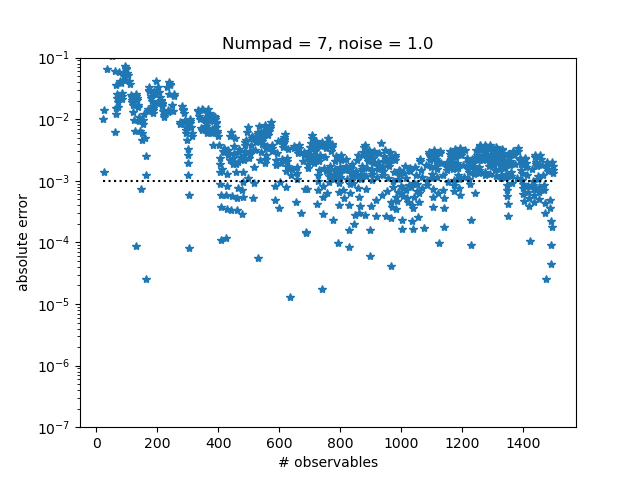 Numpad = 7, noise = 1.0
10⁻¹
10⁻²
10⁻³
10⁻⁴
10⁻⁵
10⁻⁶
10⁻⁷
absolute error
0 200 400 600 800 1000 1200 1400
# observables